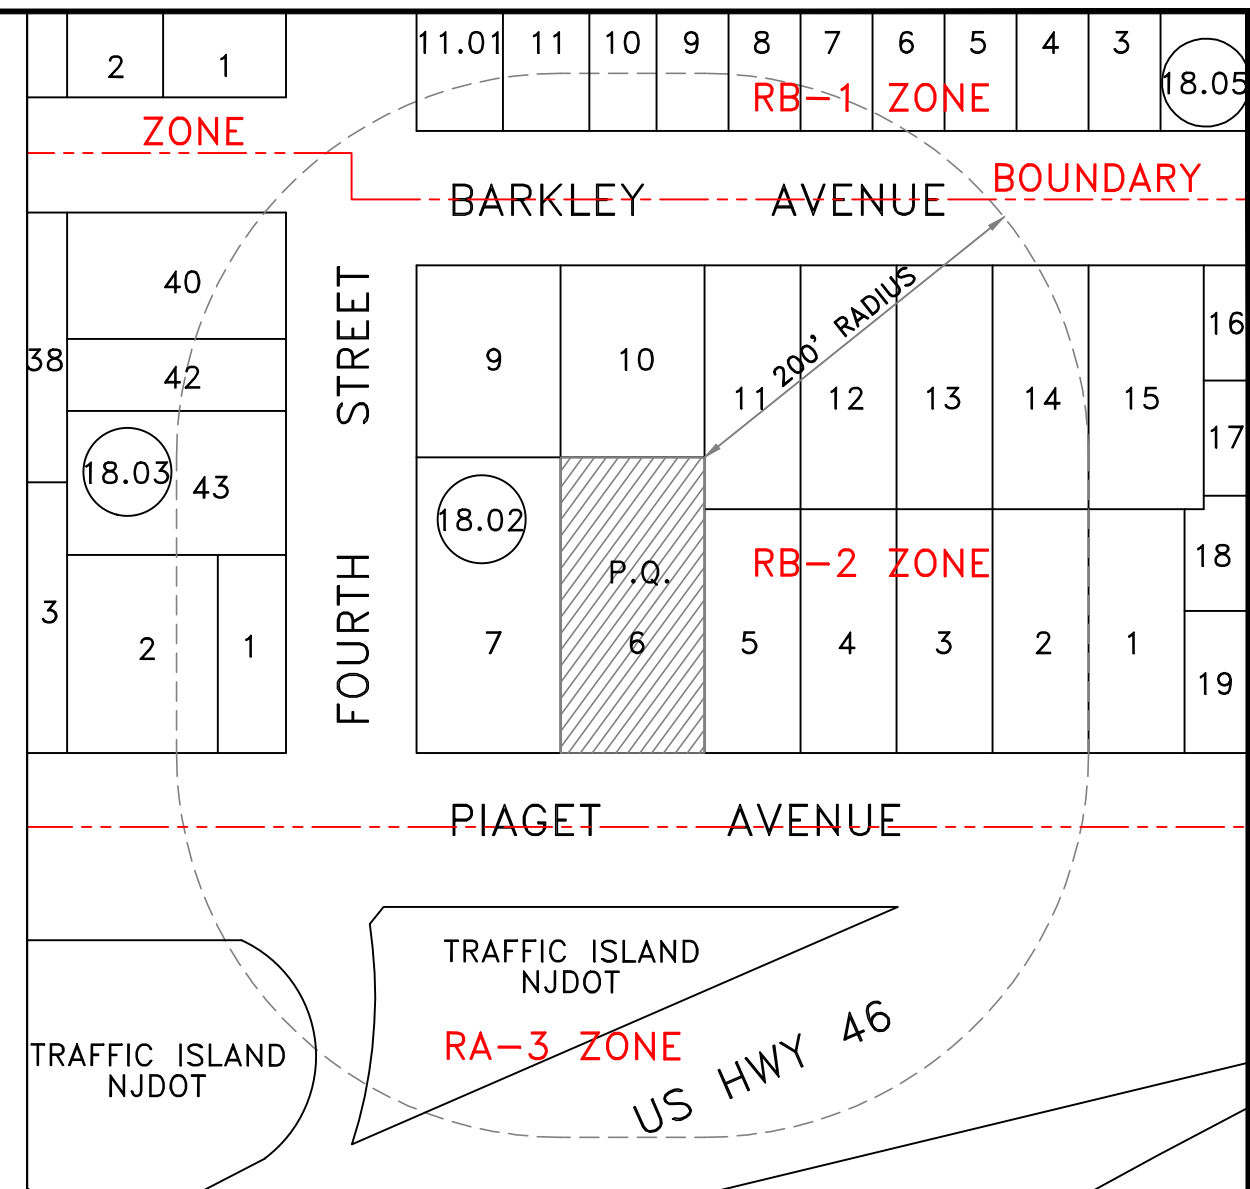 11.01 11 10 9 8 7 6 5 4 3
2 1
18.05
RB-1 ZONE
ZONE
BOUNDARY
BARKLEY AVENUE
40
200' RADIUS
16
38
42
9
10
11
12
13
14
15
STREET
17
18.03
43
18.02
18
P.Q.
RB-2 ZONE
3
2
1
FOURTH
7
6
5
4
3
2
1
19
PIAGET AVENUE
TRAFFIC ISLAND
NJDOT
RA-3 ZONE
US HWY 46
TRAFFIC ISLAND
NJDOT